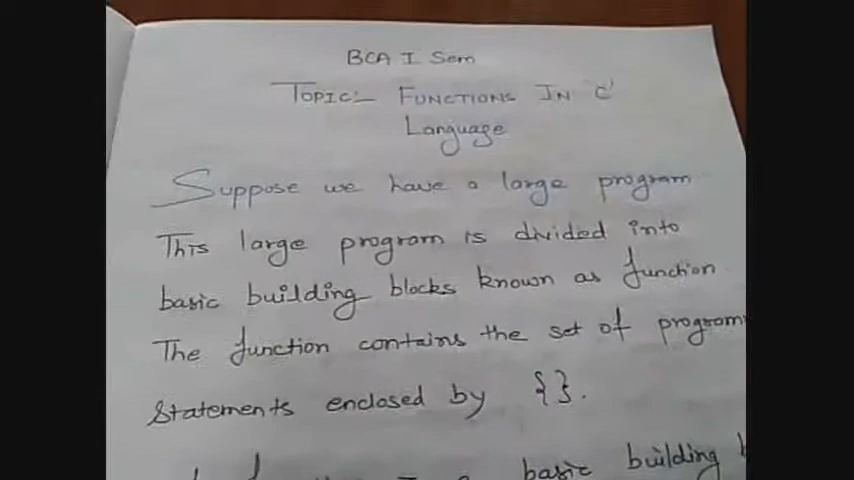 BCA I Sem
TOPIC:- FUNCTIONS IN 'C'
Language
Suppose we have a large program
This large program is divided into
basic building blocks known as function
The function contains the set of program
Statements enclosed by {}.
basic building